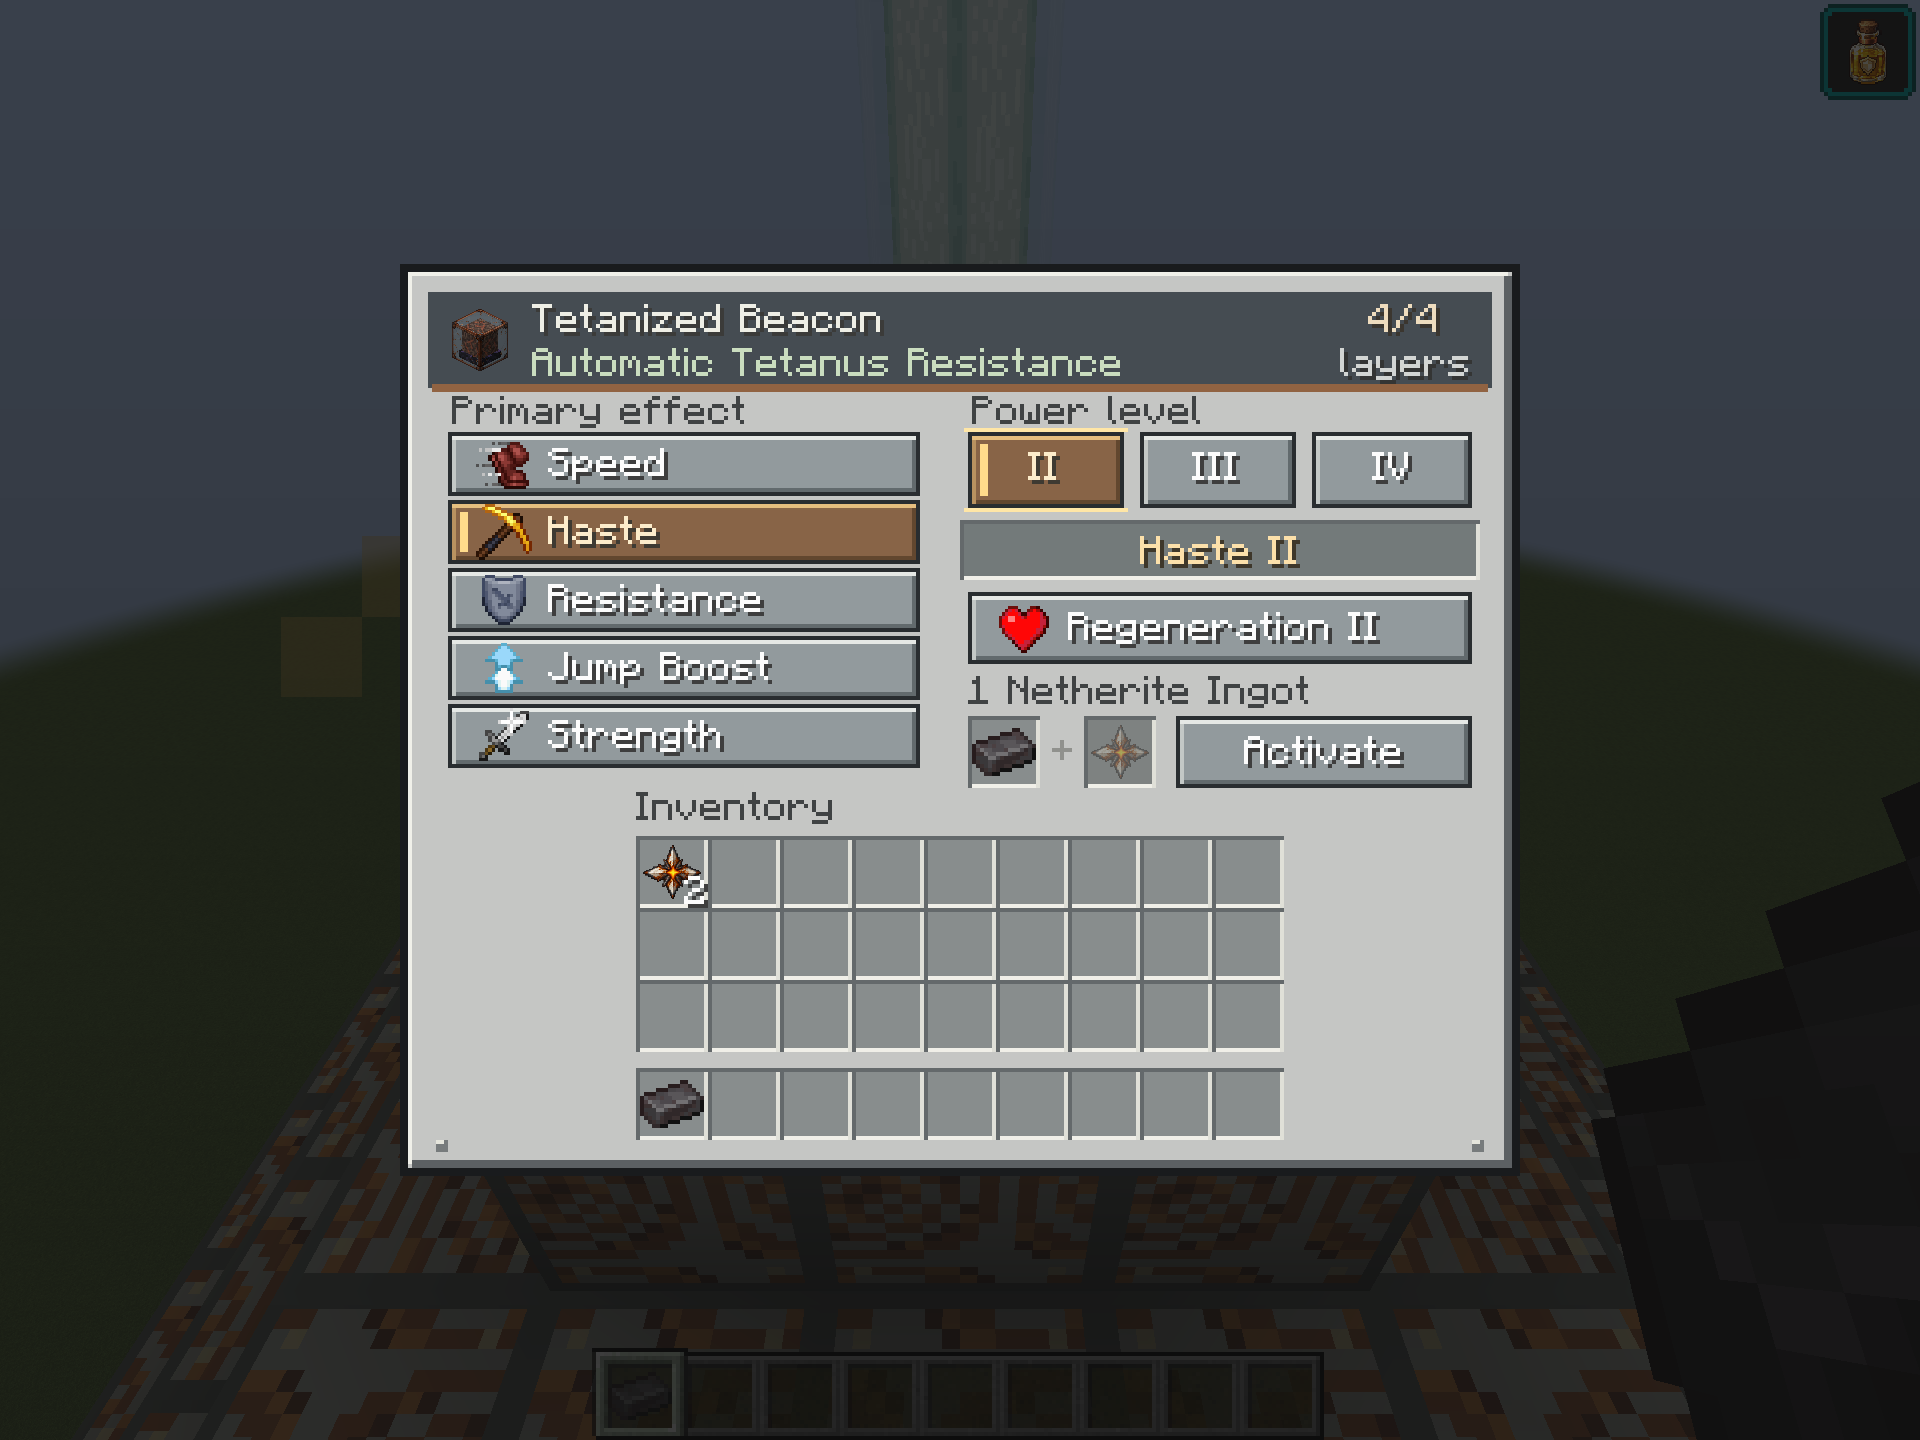 Tetanized Beacon
4/4
Automatic Tetanus Resistance
layers
Primary effect
Power level
Speed
II
III
IV
Haste
Haste II
Resistance
Regeneration II
Jump Boost
1 Netherite Ingot
Strength
+
Activate
Inventory
2